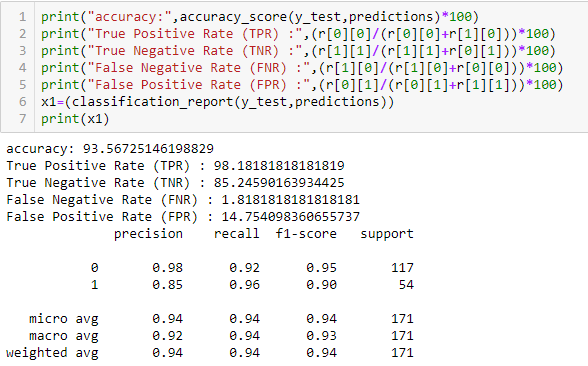 1 print("accuracy:",accuracy_score(y_test,predictions)*100)
2 print("True Positive Rate (TPR) :",(r[0][0]/(r[0][0]+r[1][0]))*100)
3 print("True Negative Rate (TNR) :",(r[1][1]/(r[1][1]+r[0][1]))*100)
4 print("False Negative Rate (FNR) :",(r[1][0]/(r[1][0]+r[0][0]))*100)
5 print("False Positive Rate (FPR) :",(r[0][1]/(r[0][1]+r[1][1]))*100)
6 x1=(classification_report(y_test,predictions))
7 print(x1)
accuracy: 93.56725146198829
True Positive Rate (TPR) : 98.18181818181819
True Negative Rate (TNR) : 85.24590163934425
False Negative Rate (FNR) : 1.8181818181818181
False Positive Rate (FPR) : 14.754098360655737
precision recall f1-score support
0 0.98 0.92 0.95 117
1 0.85 0.96 0.90 54
micro avg 0.94 0.94 0.94 171
macro avg 0.92 0.94 0.93 171
weighted avg 0.94 0.94 0.94 171